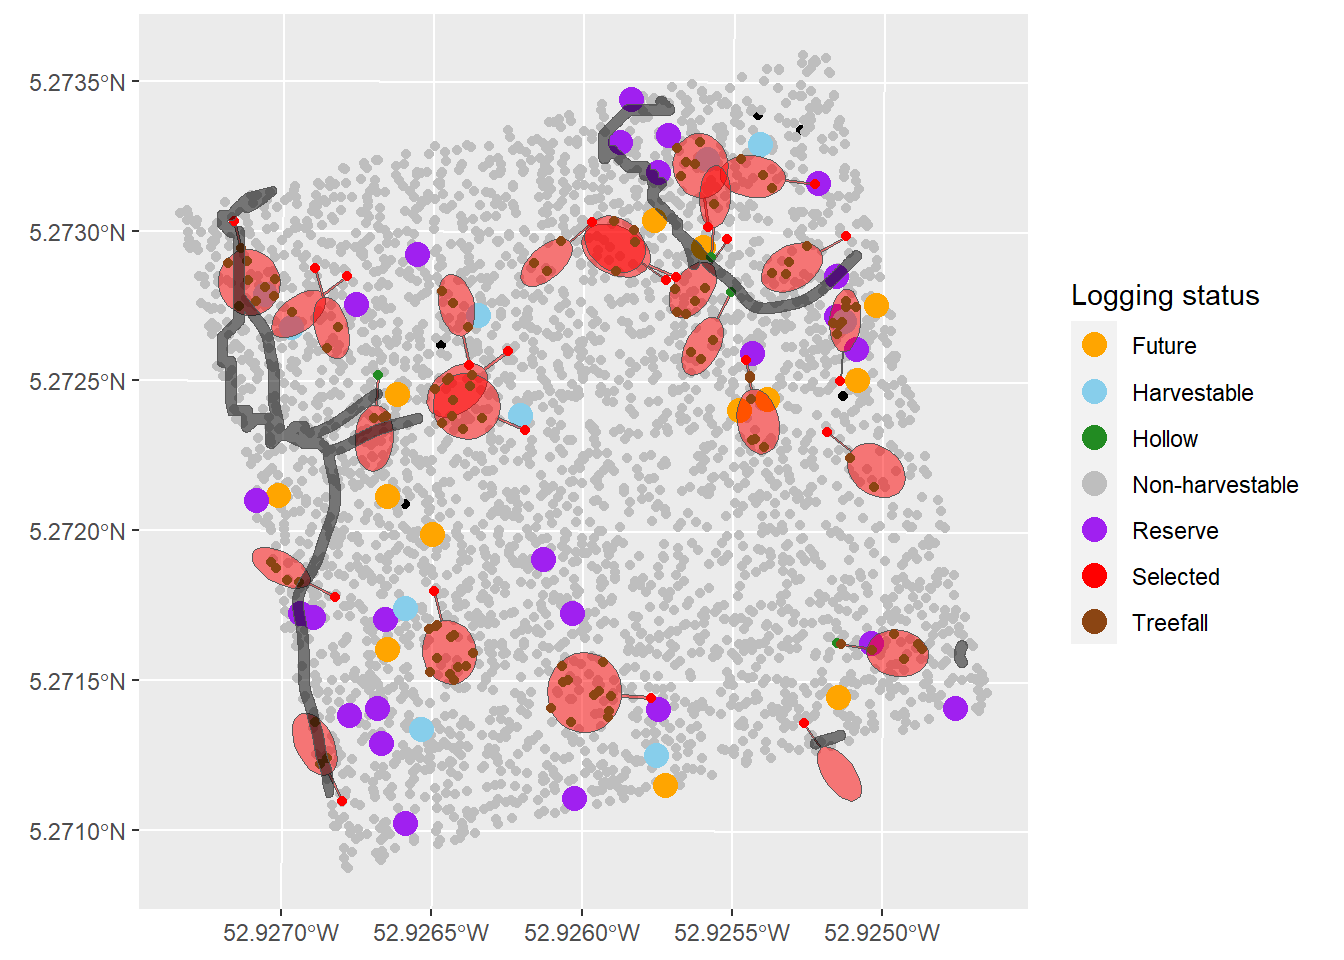 5.2735°N
5.2730°N
5.2725°N
5.2720°N
5.2715°N
5.2710°N
52.9270°W 52.9265°W 52.9260°W 52.9255°W 52.9250°W
Logging status
Future
Harvestable
Hollow
Non-harvestable
Reserve
Selected
Treefall